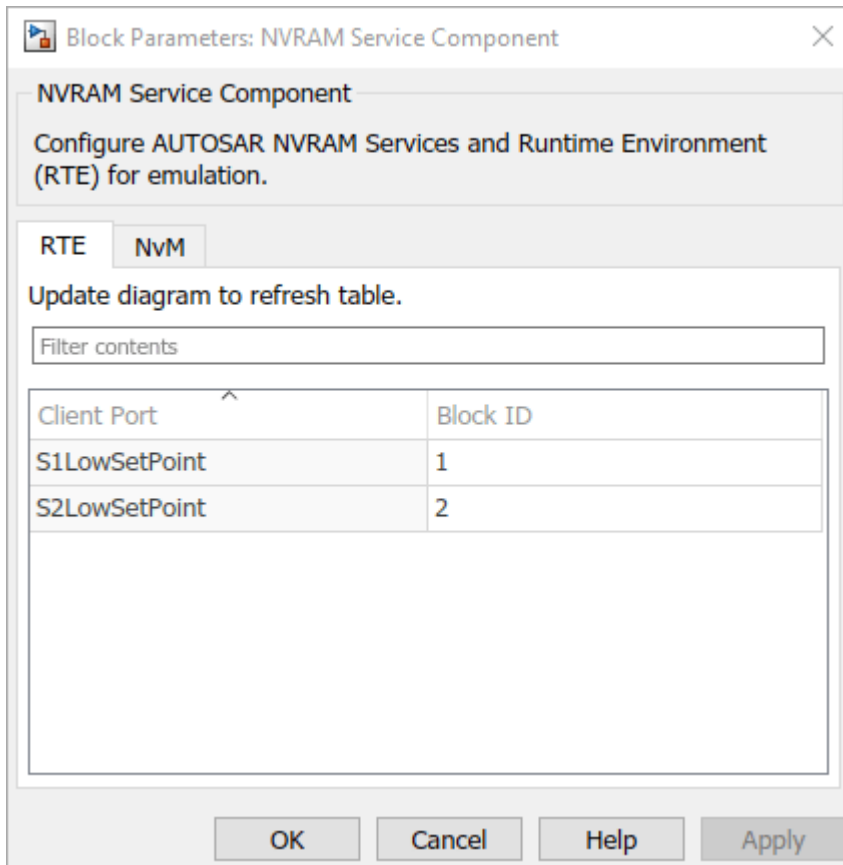 Block Parameters: NVRAM Service Component
NVRAM Service Component
Configure AUTOSAR NVRAM Services and Runtime Environment
(RTE) for emulation.
RTE NvM
Update diagram to refresh table.
Filter contents
Client Port Block ID
S1LowSetPoint 1
S2LowSetPoint 2
OK Cancel Help Apply